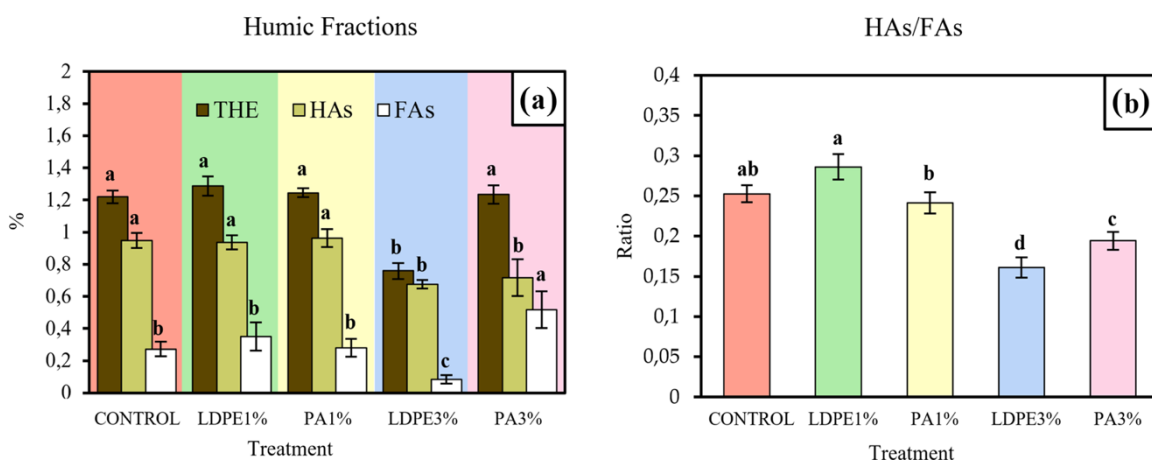 Humic Fractions
(a)
THE HAs FAs
2
1,8
1,6
1,4
1,2
1
0,8
0,6
0,4
0,2
0
%
a a b
a a b
a a b
b b c
a b a
CONTROL LDPE1% PA1% LDPE3% PA3%
Treatment
HAs/FAs
(b)
0,4
0,35
0,3
0,25
0,2
0,15
0,1
0,05
0
Ratio
ab a b d c
CONTROL LDPE1% PA1% LDPE3% PA3%
Treatment